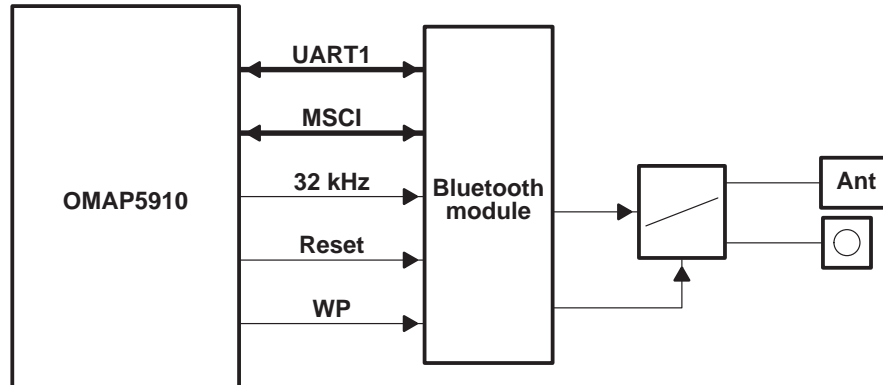 OMAP5910
UART1
MSCI
32 kHz
Reset
WP
Bluetooth
module
Ant